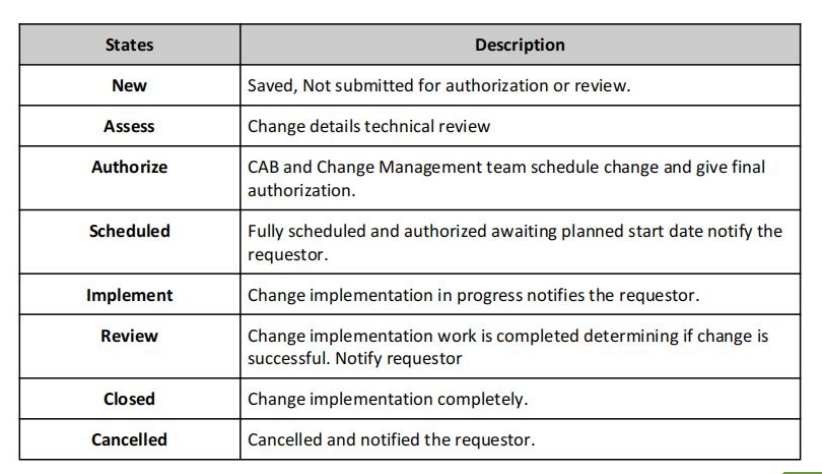 States Description
New Saved, Not submitted for authorization or review.
Assess Change details technical review
Authorize CAB and Change Management team schedule change and give final
authorization.
Scheduled Fully scheduled and authorized awaiting planned start date notify the
requestor.
Implement Change implementation in progress notifies the requestor.
Review Change implementation work is completed determining if change is
successful. Notify requestor
Closed Change implementation completely.
Cancelled Cancelled and notified the requestor.